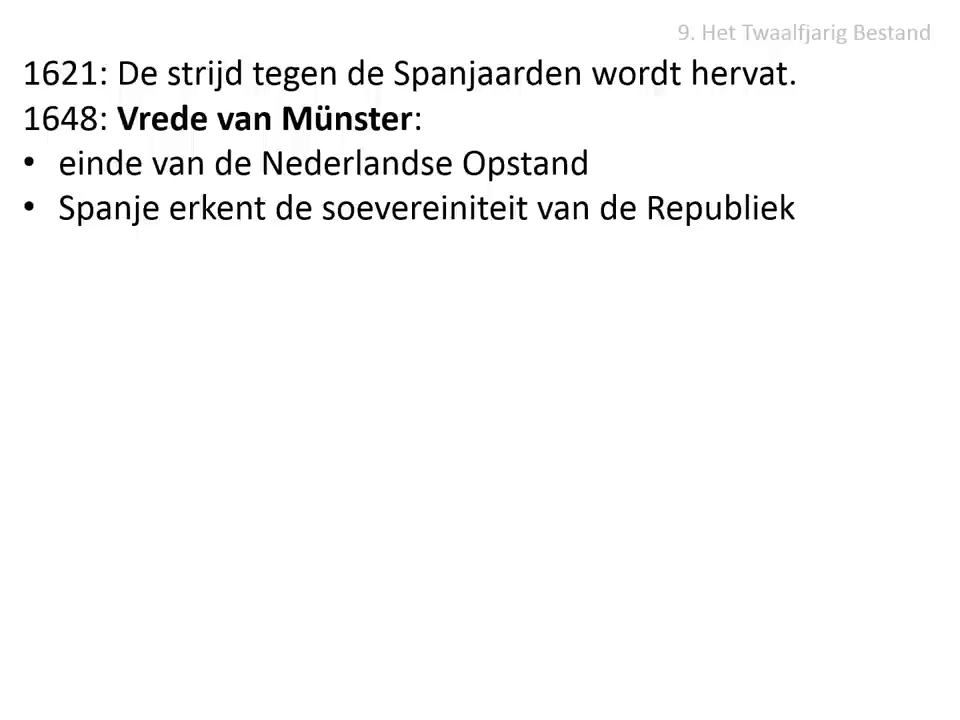 9. Het Twaalfjarig Bestand
1621: De strijd tegen de Spanjaarden wordt hervat.
1648: Vrede van Münster:
• einde van de Nederlandse Opstand
• Spanje erkent de soevereiniteit van de Republiek